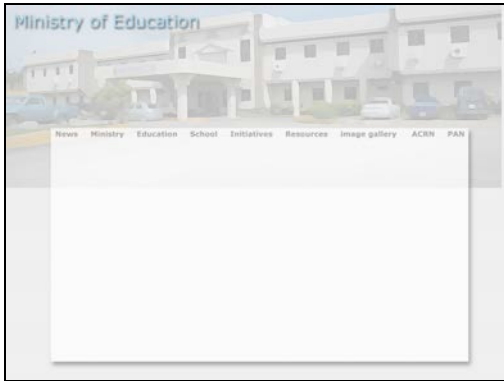 Ministry of Education
News Ministry Education School Initiatives Resources image gallery ACRN PAN